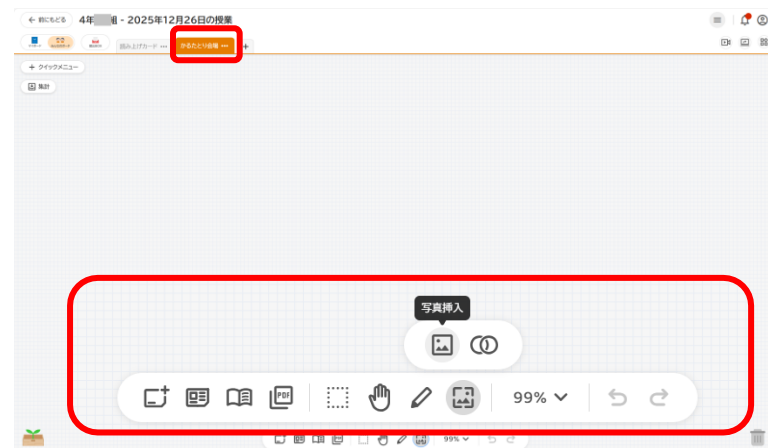 ← 前にもどる 4年 組 - 2025年12月26日の授業
読み上げカード ••• かるたとり会場 ••• +
+ クイックメニュー
集計
写真挿入
PDF 99%
99%